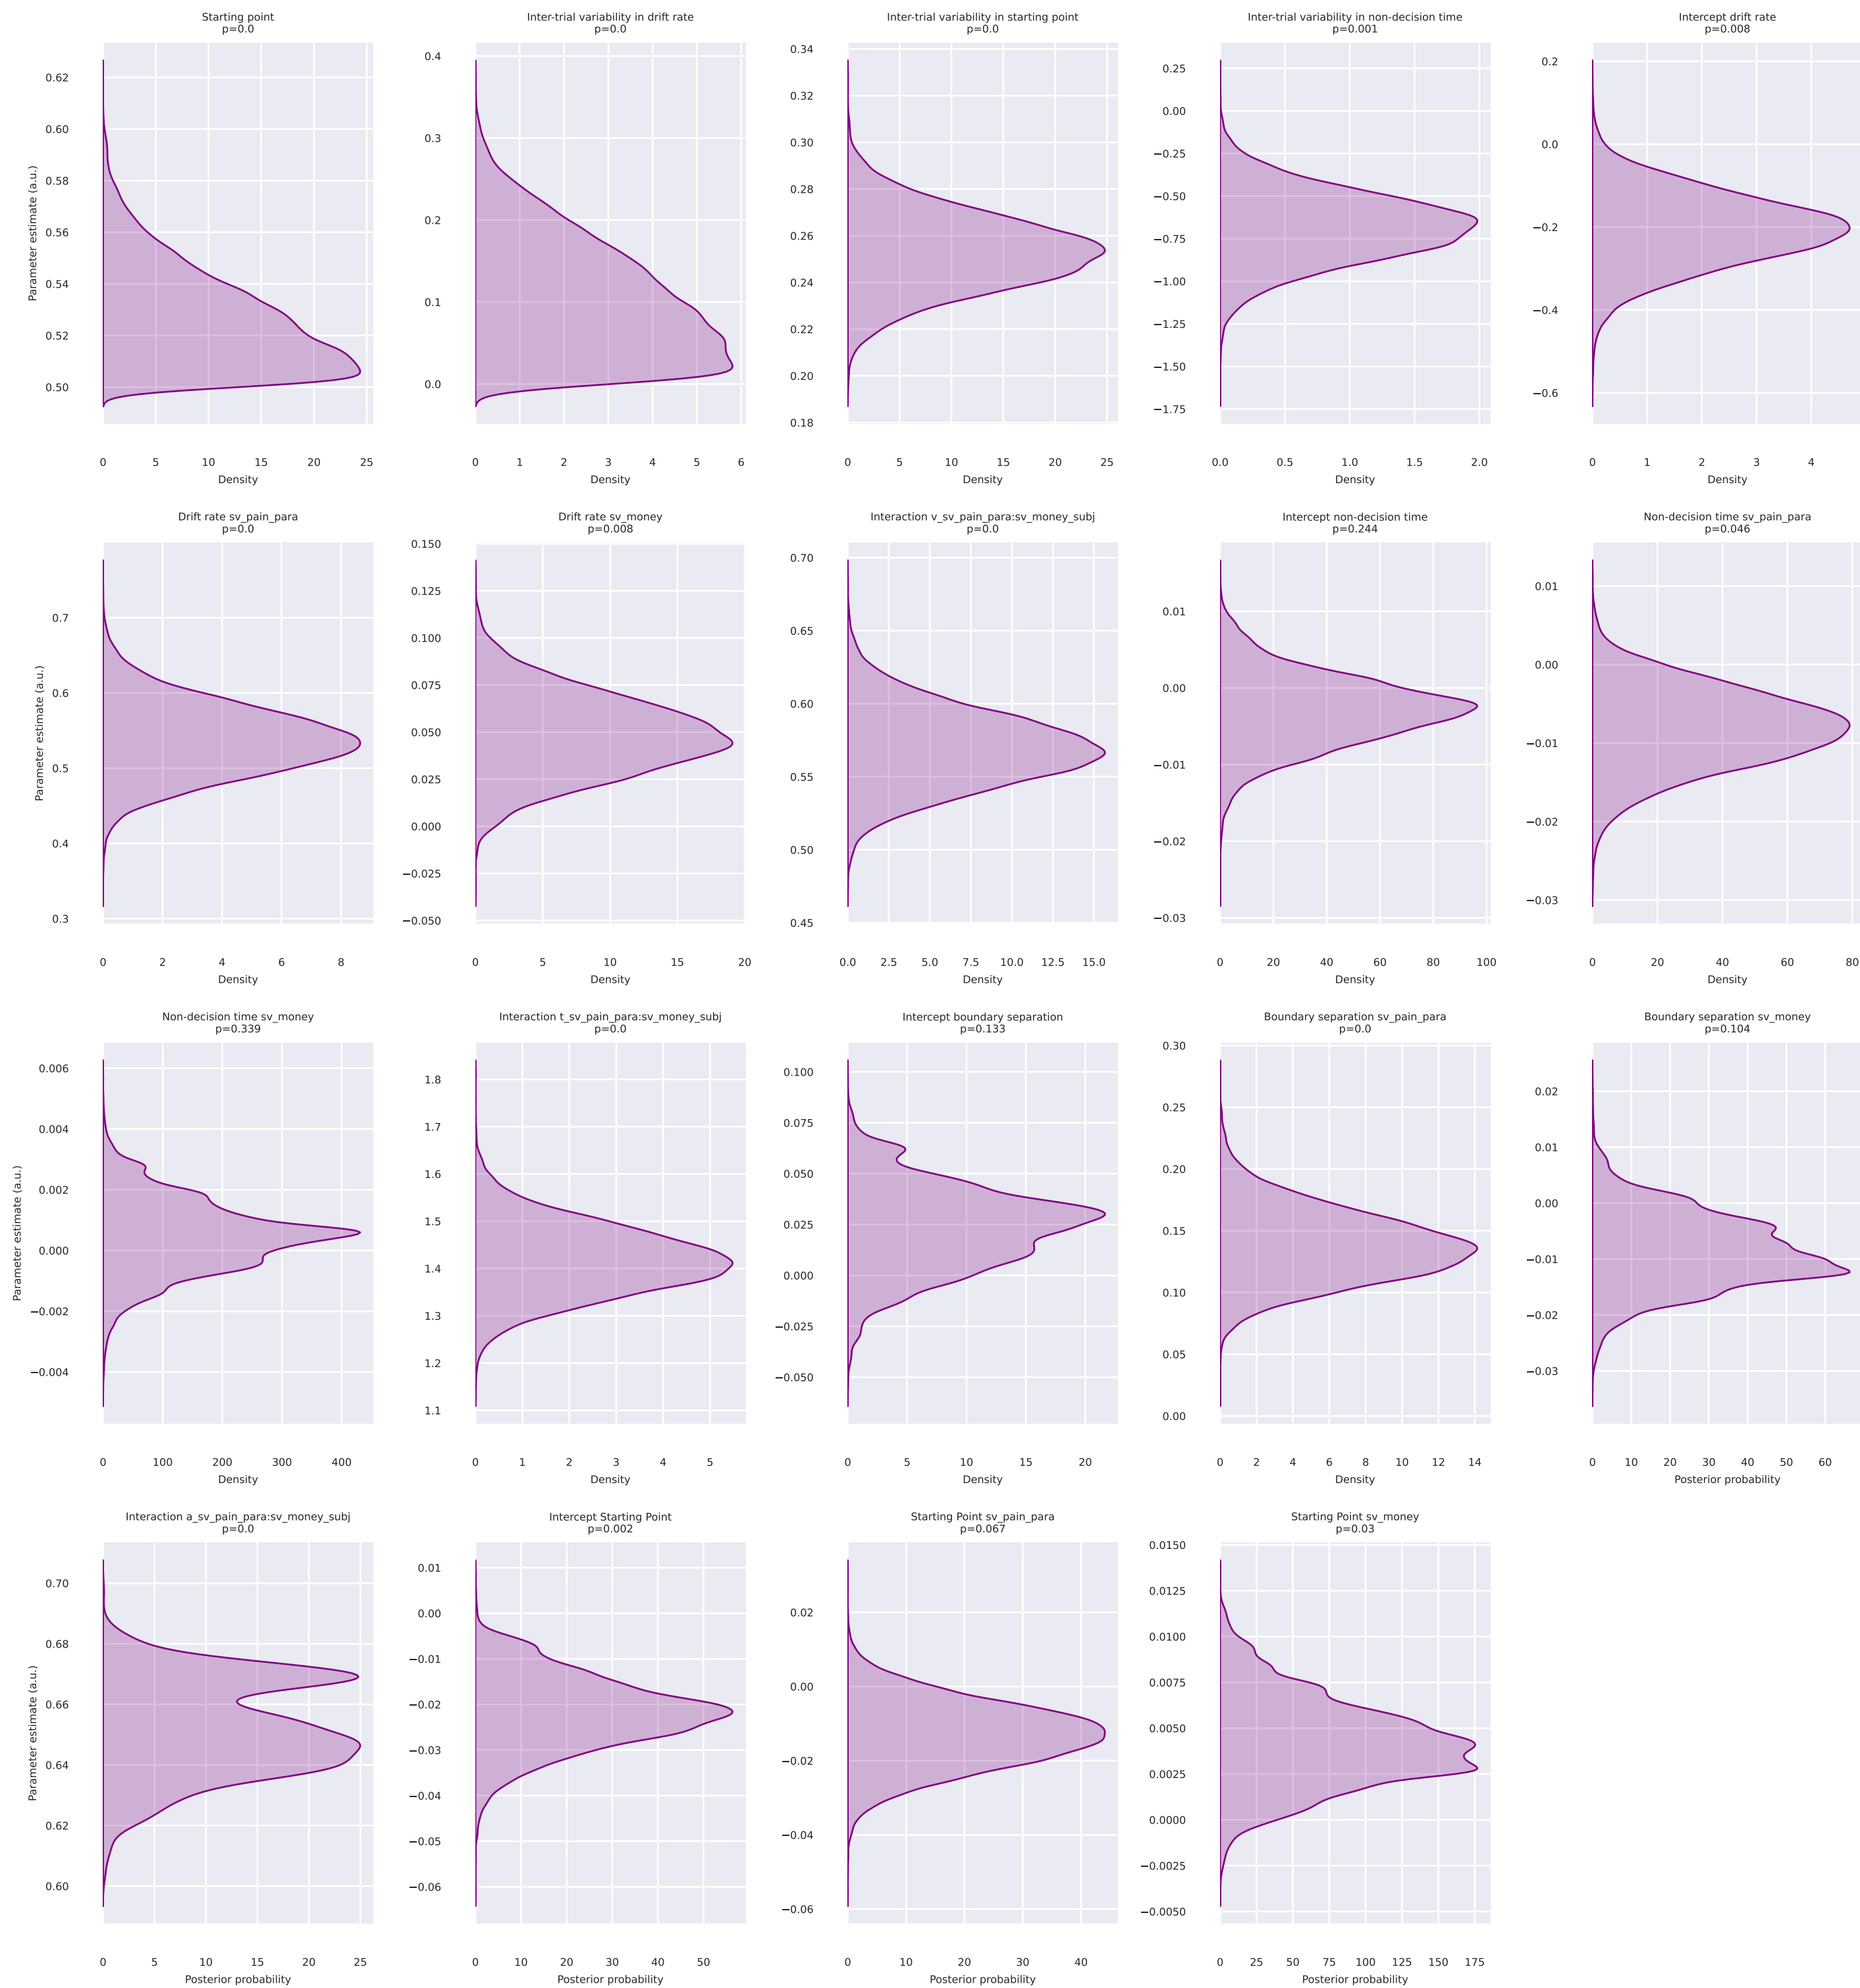 Starting point
p=0.0
Inter-trial variability in drift rate
p=0.0
Inter-trial variability in starting point
p=0.0
Inter-trial variability in non-decision time
p=0.001
Intercept drift rate
p=0.008
Parameter estimate (a.u.)
0.62
0.60
0.58
0.56
0.54
0.52
0.50
0 5 10 15 20 25
Density
0.4
0.3
0.2
0.1
0.0
0 1 2 3 4 5 6
Density
0.34
0.32
0.30
0.28
0.26
0.24
0.22
0.20
0.18
0 5 10 15 20 25
Density
0.25
0.00
−0.25
−0.50
−0.75
−1.00
−1.25
−1.50
−1.75
0.0 0.5 1.0 1.5 2.0
Density
0.2
0.0
−0.2
−0.4
−0.6
0 1 2 3 4
Density
Drift rate sv_pain_para
p=0.0
Drift rate sv_money
p=0.008
Interaction v_sv_pain_para:sv_money_subj
p=0.0
Intercept non-decision time
p=0.244
Non-decision time sv_pain_para
p=0.046
Parameter estimate (a.u.)
0.7
0.6
0.5
0.4
0.3
0 2 4 6 8
Density
0.150
0.125
0.100
0.075
0.050
0.025
0.000
−0.025
−0.050
0 5 10 15 20
Density
0.70
0.65
0.60
0.55
0.50
0.45
0.0 2.5 5.0 7.5 10.0 12.5 15.0
Density
0.01
0.00
−0.01
−0.02
−0.03
0 20 40 60 80 100
Density
0.01
0.00
−0.01
−0.02
−0.03
0 20 40 60 80
Density
Non-decision time sv_money
p=0.339
Interaction t_sv_pain_para:sv_money_subj
p=0.0
Intercept boundary separation
p=0.133
Boundary separation sv_pain_para
p=0.0
Boundary separation sv_money
p=0.104
Parameter estimate (a.u.)
0.006
0.004
0.002
0.000
−0.002
−0.004
0 100 200 300 400
Density
1.8
1.7
1.6
1.5
1.4
1.3
1.2
1.1
0 1 2 3 4 5
Density
0.100
0.075
0.050
0.025
0.000
−0.025
−0.050
0 5 10 15 20
Density
0.30
0.25
0.20
0.15
0.10
0.05
0.00
0 2 4 6 8 10 12 14
Density
0.02
0.01
0.00
−0.01
−0.02
−0.03
0 10 20 30 40 50 60
Posterior probability
Interaction a_sv_pain_para:sv_money_subj
p=0.0
Intercept Starting Point
p=0.002
Starting Point sv_pain_para
p=0.067
Starting Point sv_money
p=0.03
Parameter estimate (a.u.)
0.70
0.68
0.66
0.64
0.62
0.60
0 5 10 15 20 25
Posterior probability
0.01
0.00
−0.01
−0.02
−0.03
−0.04
−0.05
−0.06
0 10 20 30 40 50
Posterior probability
0.02
0.00
−0.02
−0.04
−0.06
0 10 20 30 40
Posterior probability
0.0150
0.0125
0.0100
0.0075
0.0050
0.0025
0.0000
−0.0025
−0.0050
0 25 50 75 100 125 150 175
Posterior probability